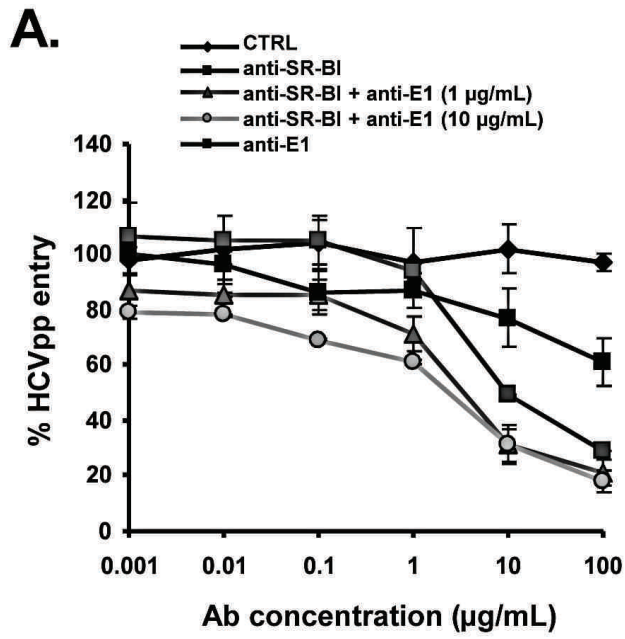 A.
CTRL
anti-SR-BI
anti-SR-BI + anti-E1 (1 µg/mL)
anti-SR-BI + anti-E1 (10 µg/mL)
anti-E1
140
120
100
80
60
40
20
0
% HCVpp entry
0.001 0.01 0.1 1 10 100
Ab concentration (µg/mL)